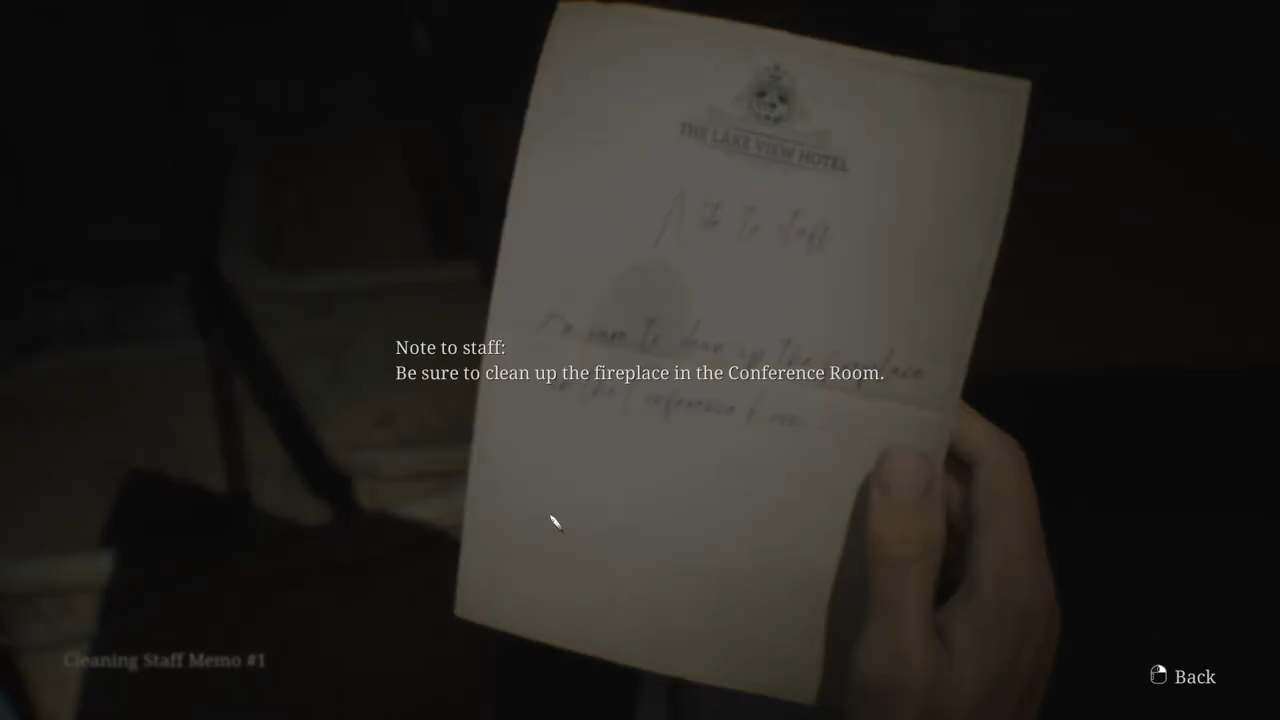 THE LAKE VIEW HOTEL
Note to staff:
Be sure to clean up the fireplace in the Conference Room.
Cleaning Staff Memo #1
Back